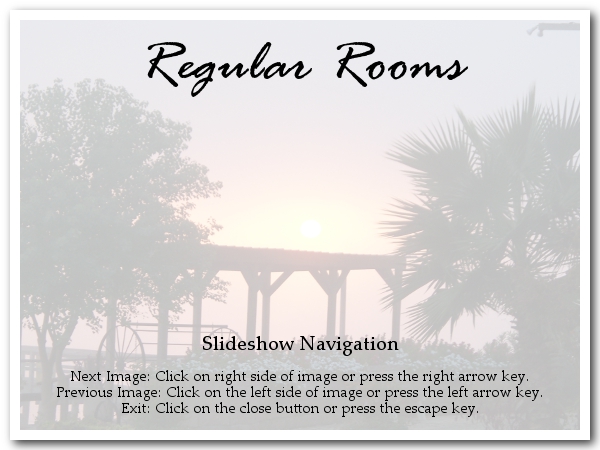 Regular Rooms
Slideshow Navigation
Next Image: Click on right side of image or press the right arrow key.
Previous Image: Click on the left side of image or press the left arrow key.
Exit: Click on the close button or press the escape key.